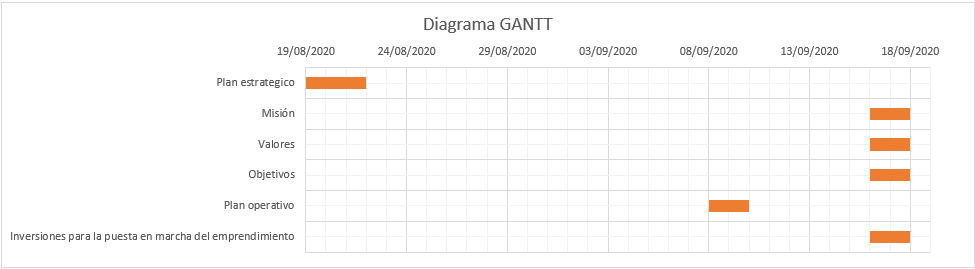 Diagrama GANTT
19/08/2020 24/08/2020 29/08/2020 03/09/2020 08/09/2020 13/09/2020 18/09/2020
Plan estrategico
Misión
Valores
Objetivos
Plan operativo
Inversiones para la puesta en marcha del emprendimiento